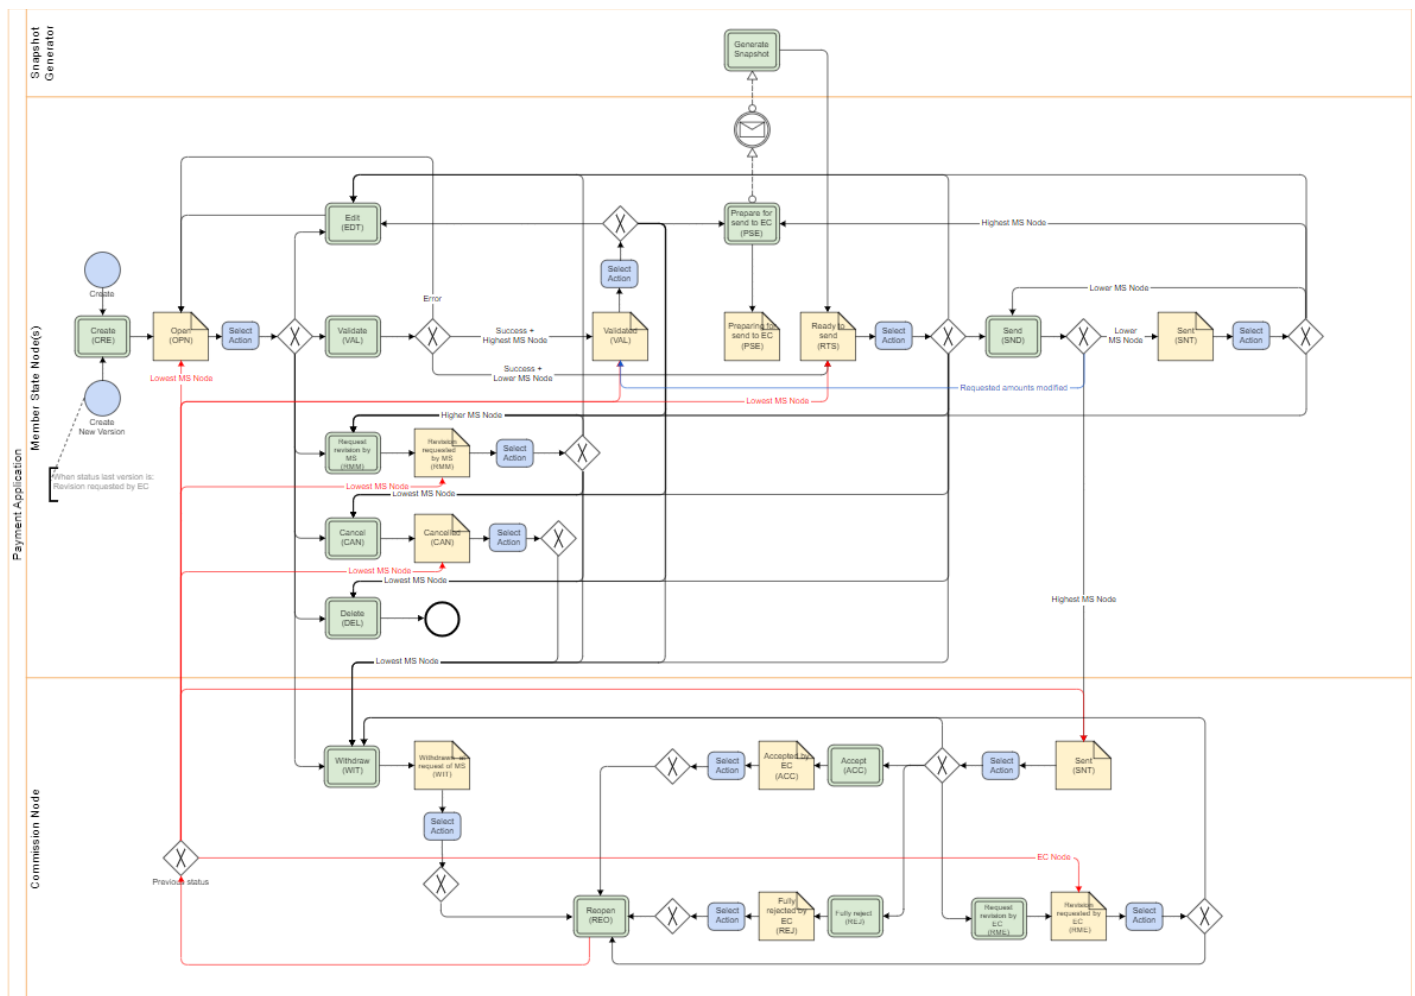 Payment Application
Snapshot
Generator
Generate
Snapshot
Member State Node(s)
Edit
(EDT)
Prepare for
send to EC
(PSE)
Highest MS Node
Select
Action
Create
Lower MS Node
Error
Create
(CRE)
Open
(OPN)
Select
Action
Validate
(VAL)
Success +
Highest MS Node
Validated
(VAL)
Preparing for
send to EC
(PSE)
Ready to
send
(RTS)
Select
Action
Send
(SND)
Lower
MS Node
Sent
(SNT)
Select
Action
Success +
Lower MS Node
Lowest MS Node
Requested amounts modified
Lowest MS Node
Create
New Version
Higher MS Node
Request
revision by
MS
(RMM)
Revision
requested
by MS
(RMM)
Select
Action
When status last version is:
Revision requested by EC
Lowest MS Node
Lowest MS Node
Cancel
(CAN)
Cancelled
(CAN)
Select
Action
Lowest MS Node
Lowest MS Node
Delete
(DEL)
Highest MS Node
Lowest MS Node
Commission Node
Withdraw
(WIT)
Withdrawn
request of MS
(WIT)
Select
Action
Accepted by
EC
(ACC)
Accept
(ACC)
Select
Action
Sent
(SNT)
Select
Action
EC Node
Previous status
Reopen
(REO)
Select
Action
Fully
rejected by
EC
(REJ)
Fully reject
(REJ)
Request
revision by
EC
(RME)
Revision
requested by
EC
(RME)
Select
Action